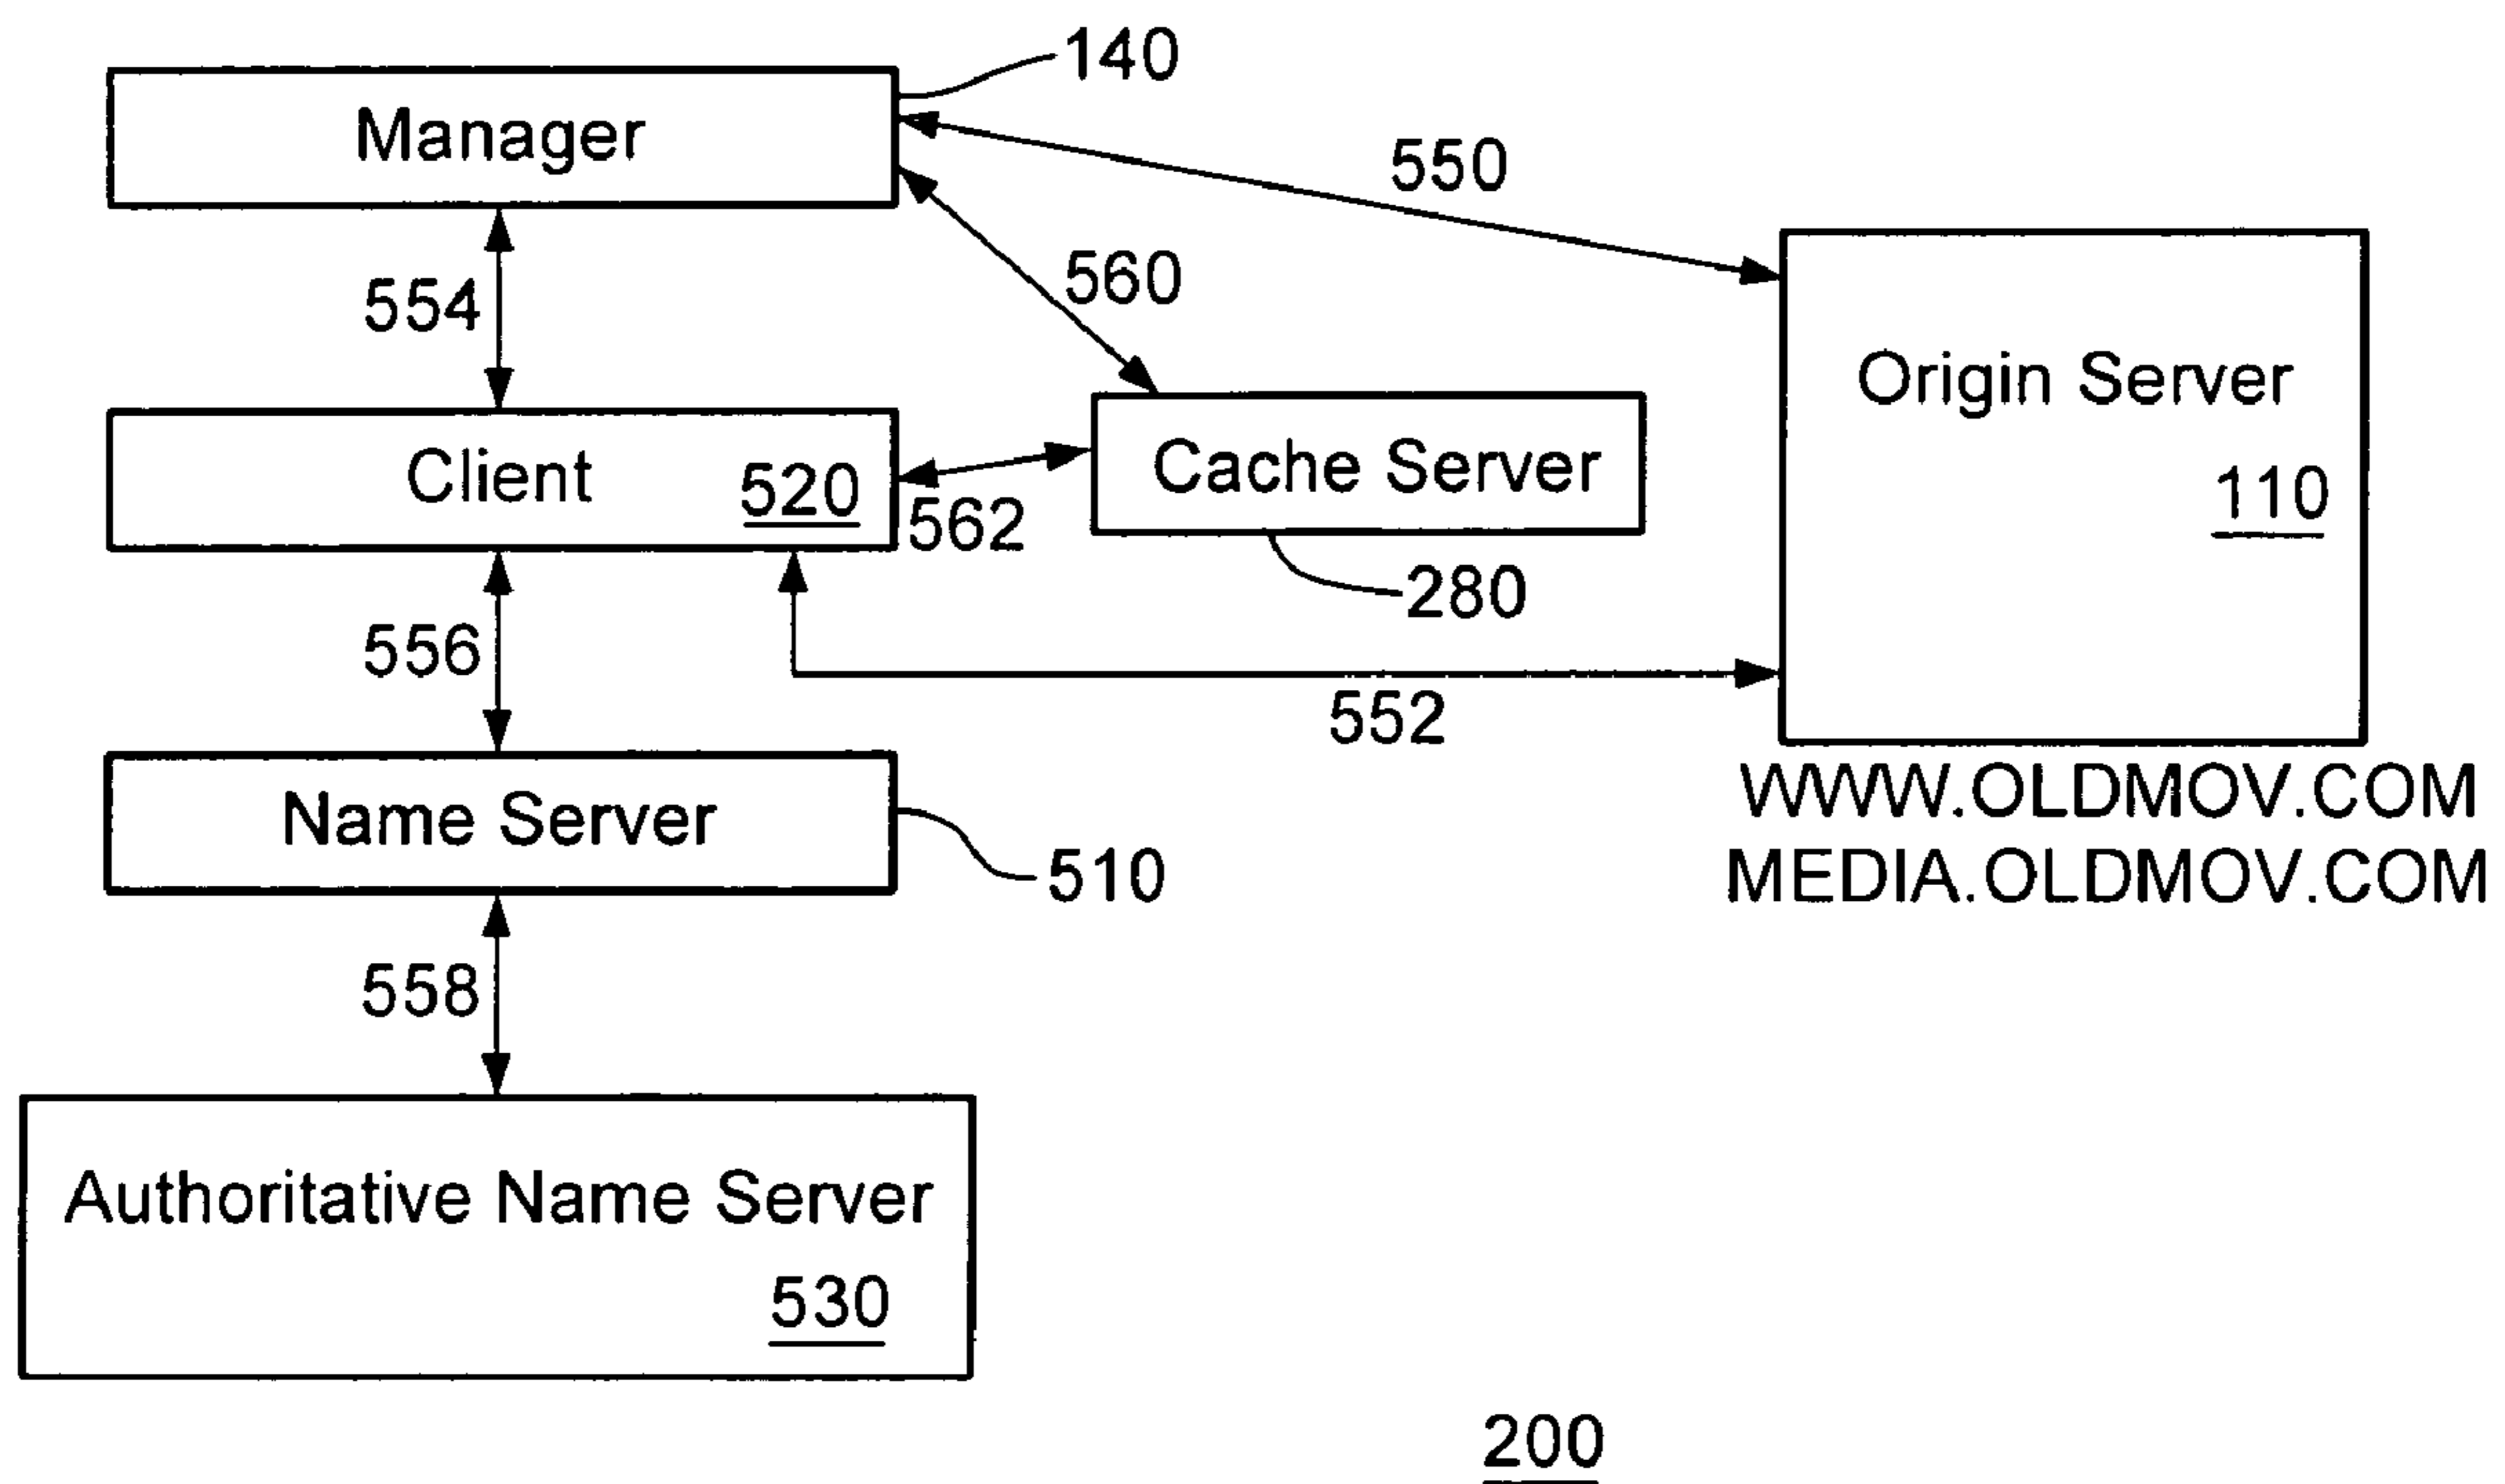 140
Manager
550
560
554
Origin Server
110
Client
520
562
Cache Server
280
556
552
WWW.OLDMOV.COM
MEDIA.OLDMOV.COM
Name Server
510
558
Authoritative Name Server
530
200